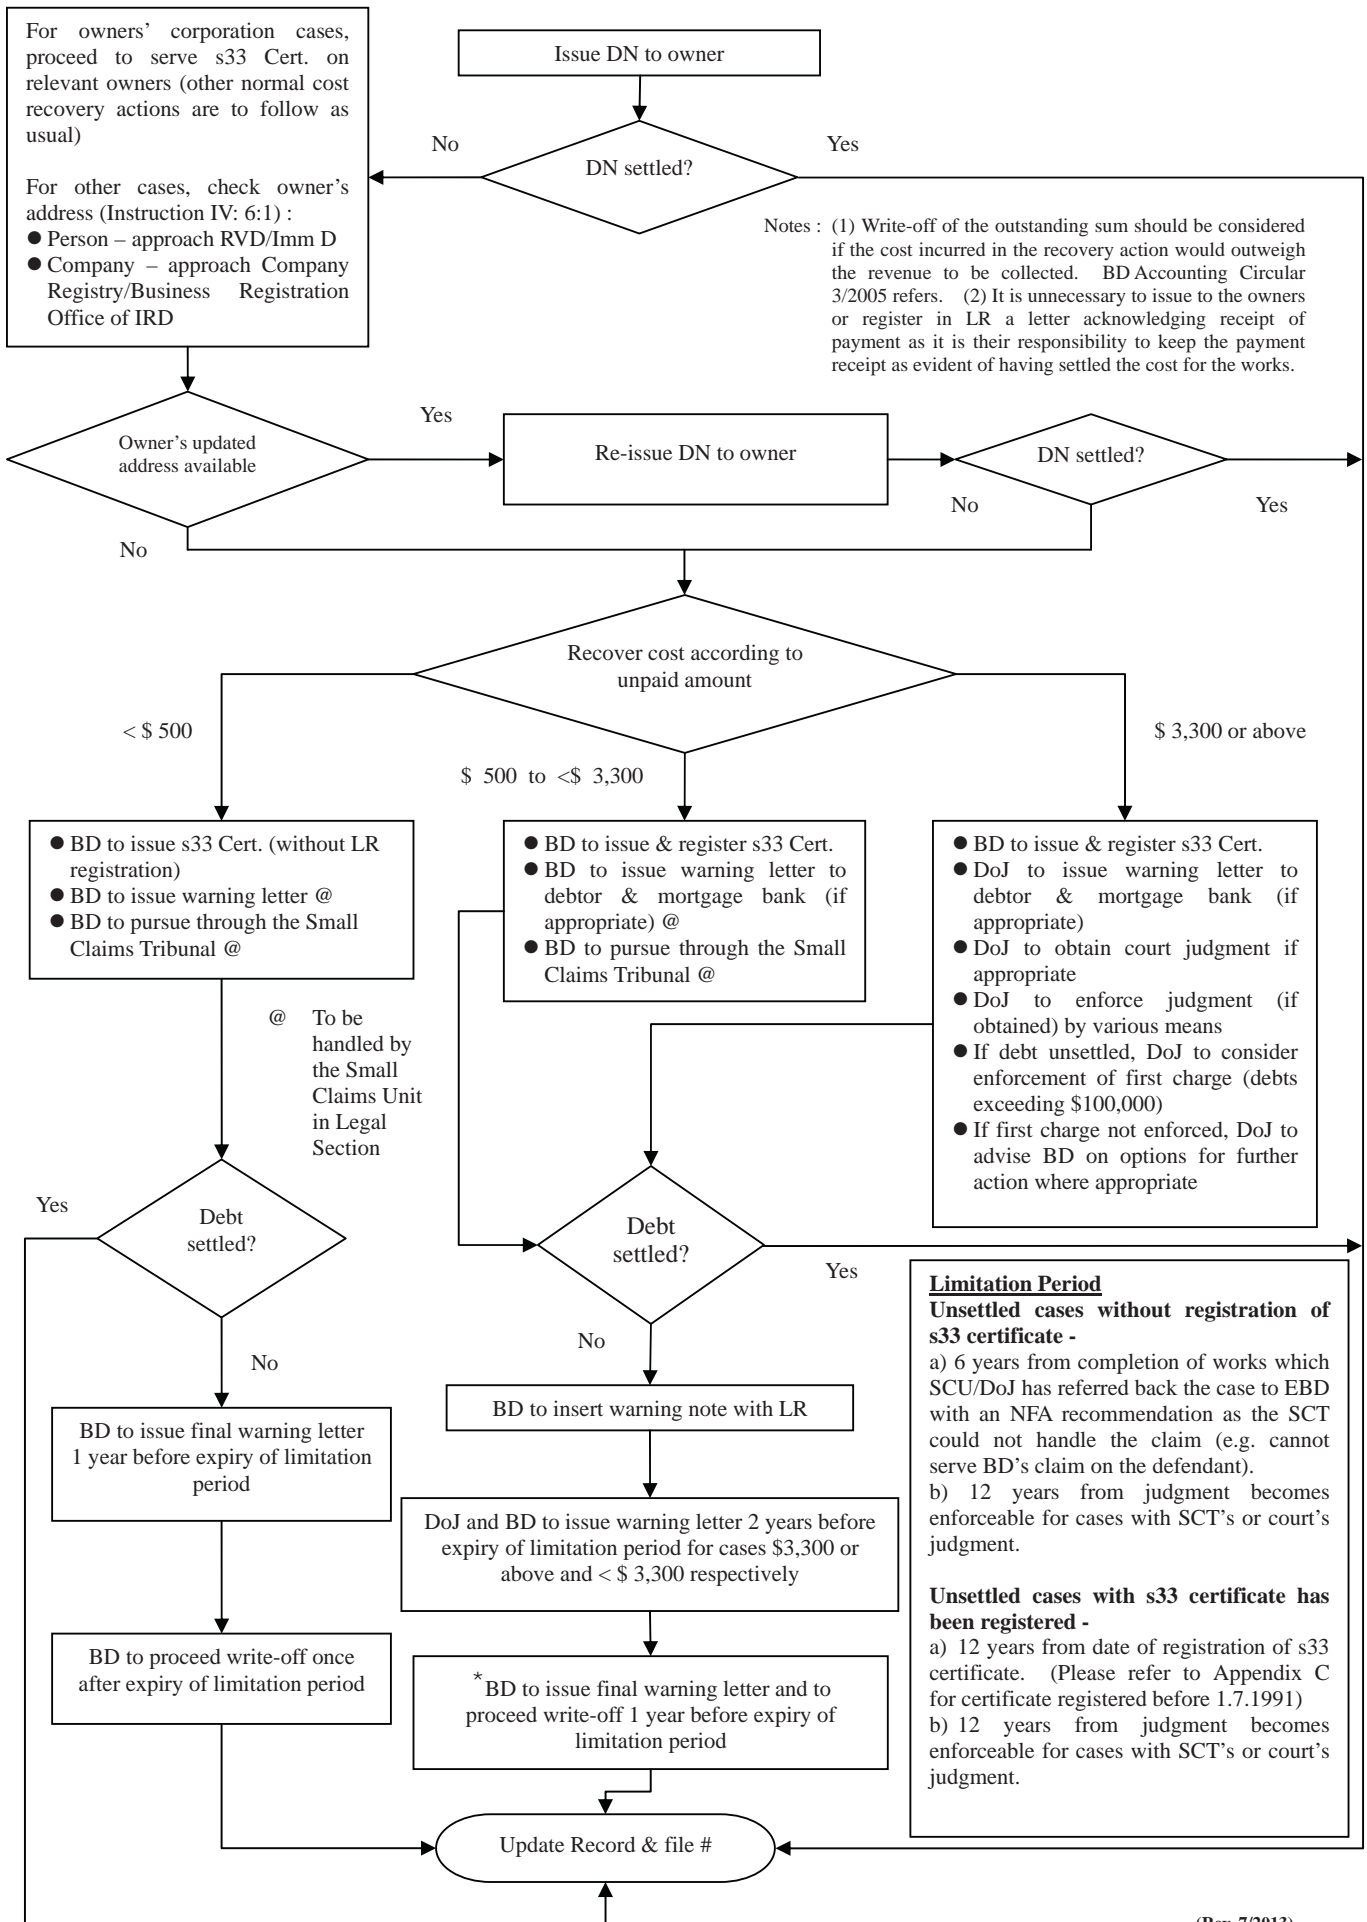 For owners' corporation cases,
proceed to serve s33 Cert. on
relevant owners (other normal cost
recovery actions are to follow as
usual)
For other cases, check owner's
address (Instruction IV: 6:1) :
● Person – approach RVD/Imm D
● Company – approach Company
Registry/Business Registration
Office of IRD
Issue DN to owner
No
DN settled?
Yes
Notes : (1) Write-off of the outstanding sum should be considered
if the cost incurred in the recovery action would outweigh
the revenue to be collected. BD Accounting Circular
3/2005 refers. (2) It is unnecessary to issue to the owners
or register in LR a letter acknowledging receipt of
payment as it is their responsibility to keep the payment
receipt as evident of having settled the cost for the works.
Owner's updated
address available
Yes
Re-issue DN to owner
DN settled?
No
Yes
No
Recover cost according to
unpaid amount
< $ 500
$ 500 to <$ 3,300
$ 3,300 or above
● BD to issue s33 Cert. (without LR
registration)
● BD to issue warning letter @
● BD to pursue through the Small
Claims Tribunal @
● BD to issue & register s33 Cert.
● BD to issue warning letter to
debtor & mortgage bank (if
appropriate) @
● BD to pursue through the Small
Claims Tribunal @
● BD to issue & register s33 Cert.
● DoJ to issue warning letter to
debtor & mortgage bank (if
appropriate)
● DoJ to obtain court judgment if
appropriate
● DoJ to enforce judgment (if
obtained) by various means
● If debt unsettled, DoJ to consider
enforcement of first charge (debts
exceeding $100,000)
● If first charge not enforced, DoJ to
advise BD on options for further
action where appropriate
@ To be
handled by
the Small
Claims Unit
in Legal
Section
Yes
Debt
settled?
No
Debt
settled?
Yes
No
BD to issue final warning letter
1 year before expiry of limitation
period
BD to proceed write-off once
after expiry of limitation period
BD to insert warning note with LR
DoJ and BD to issue warning letter 2 years before
expiry of limitation period for cases $3,300 or
above and < $ 3,300 respectively
*BD to issue final warning letter and to
proceed write-off 1 year before expiry of
limitation period
Limitation Period
Unsettled cases without registration of
s33 certificate -
a) 6 years from completion of works which
SCU/DoJ has referred back the case to EBD
with an NFA recommendation as the SCT
could not handle the claim (e.g. cannot
serve BD's claim on the defendant).
b) 12 years from judgment becomes
enforceable for cases with SCT's or court's
judgment.
Unsettled cases with s33 certificate has
been registered -
a) 12 years from date of registration of s33
certificate. (Please refer to Appendix C
for certificate registered before 1.7.1991)
b) 12 years from judgment becomes
enforceable for cases with SCT's or court's
judgment.
Update Record & file #
(Rev. 7/2013)